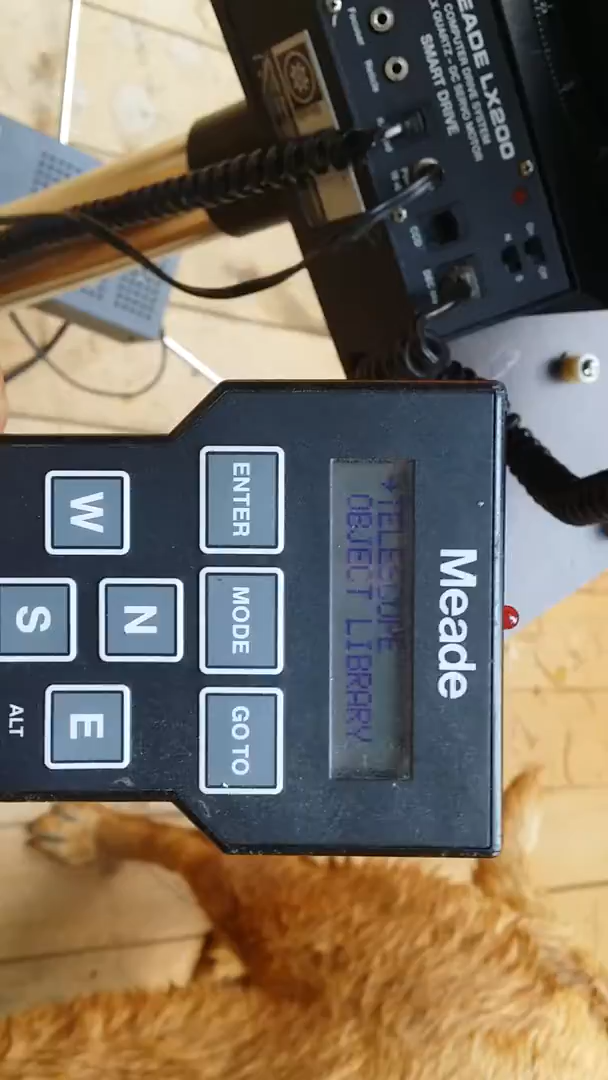 MEADE LX200
COMPUTER DRIVE SYSTEM
QUARTZ - DC SERVO MOTOR
SMART DRIVE
CCD
Meade
→TELESCOPE
OBJECT LIBRARY
ENTER
MODE
GO TO
W
N
S
E
ALT